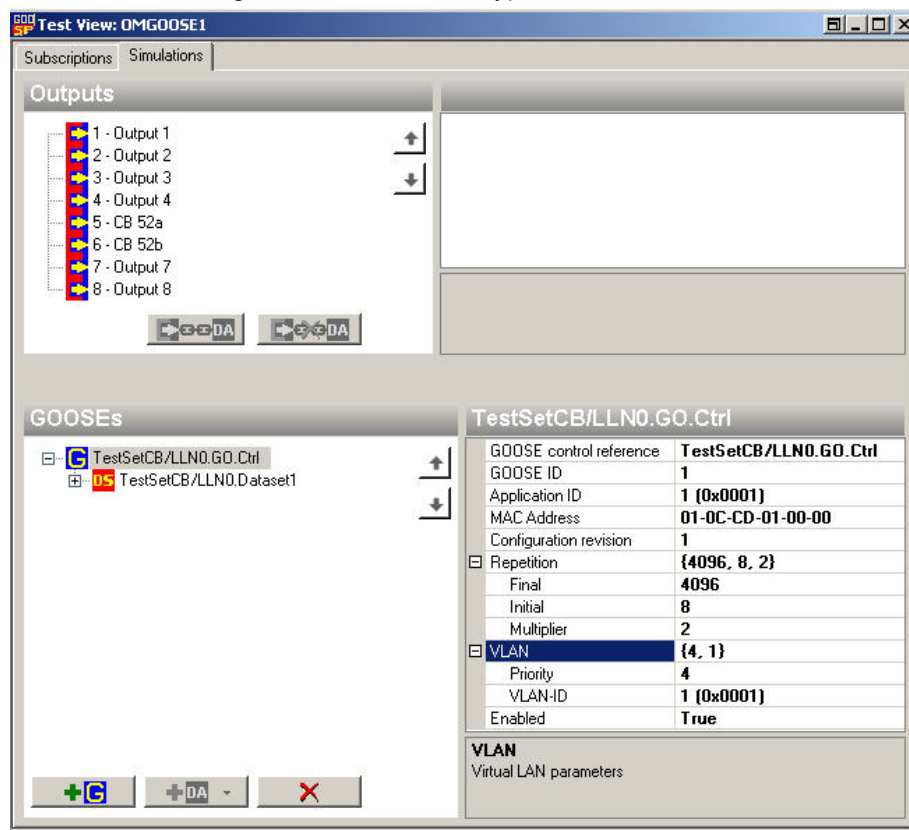 GOO SP Test View: OMGOOSE1
Subscriptions Simulations
Outputs
1 - Output 1
2 - Output 2
3 - Output 3
4 - Output 4
5 - CB 52a
6 - CB 52b
7 - Output 7
8 - Output 8
DA DA
GOOSEs
G TestSetCB/LLN0.GO.Ctrl
DS TestSetCB/LLN0.Dataset1
G DA
TestSetCB/LLN0.GO.Ctrl
GOOSE control reference TestSetCB/LLN0.GO.Ctrl
GOOSE ID 1
Application ID 1 (0x0001)
MAC Address 01-0C-CD-01-00-00
Configuration revision 1
Repetition {4096, 8, 2}
Final 4096
Initial 8
Multiplier 2
VLAN {4, 1}
Priority 4
VLAN-ID 1 (0x0001)
Enabled True
VLAN
Virtual LAN parameters